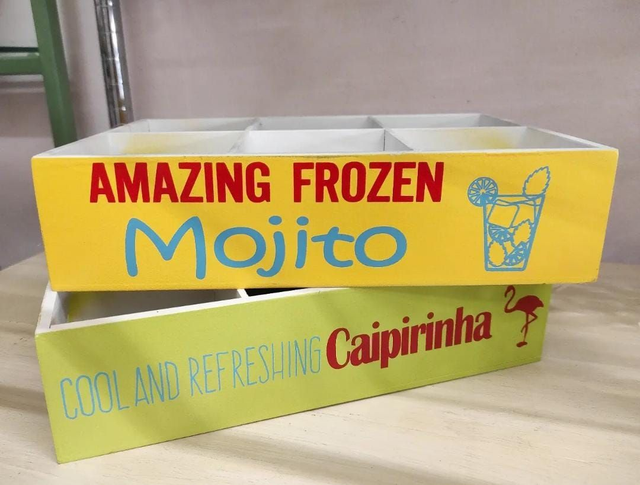 AMAZING FROZEN
Mojito
COOL AND REFRESHING Caipirinha